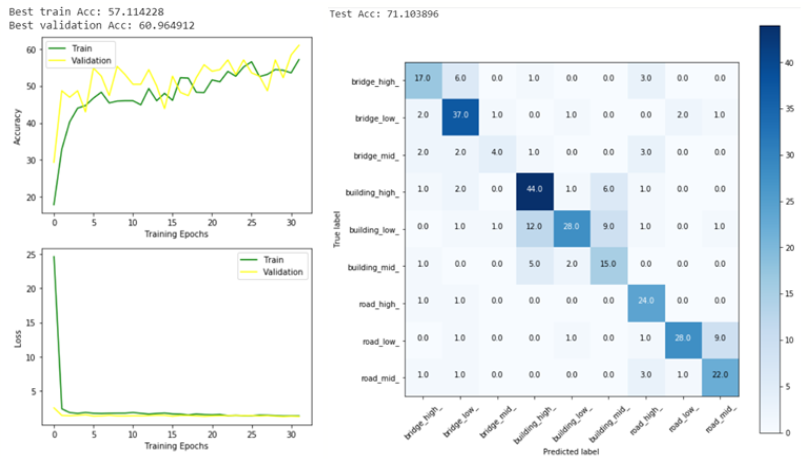 Best train Acc: 57.114228
Best validation Acc: 60.964912
Test Acc: 71.103896
60
50
40
30
20
Accuracy
Train
Validation
0 5 10 15 20 25 30
Training Epochs
25
20
15
10
5
Loss
Train
Validation
0 5 10 15 20 25 30
Training Epochs
True label
bridge_high_ 17.0 6.0 0.0 1.0 0.0 0.0 3.0 0.0 0.0
bridge_low_ 2.0 37.0 1.0 0.0 1.0 0.0 0.0 2.0 1.0
bridge_mid_ 2.0 2.0 4.0 1.0 0.0 0.0 3.0 0.0 0.0
building_high_ 1.0 2.0 0.0 44.0 1.0 6.0 1.0 0.0 0.0
building_low_ 0.0 1.0 1.0 12.0 28.0 9.0 1.0 0.0 1.0
building_mid_ 1.0 0.0 0.0 5.0 2.0 15.0 0.0 0.0 0.0
road_high_ 1.0 1.0 0.0 0.0 0.0 0.0 24.0 0.0 0.0
road_low_ 0.0 1.0 0.0 0.0 1.0 0.0 1.0 28.0 9.0
road_mid_ 1.0 1.0 0.0 0.0 0.0 0.0 3.0 1.0 22.0
bridge_high_ bridge_low_ bridge_mid_ building_high_ building_low_ building_mid_ road_high_ road_low_ road_mid_
Predicted label
40
35
30
25
20
15
10
5
0